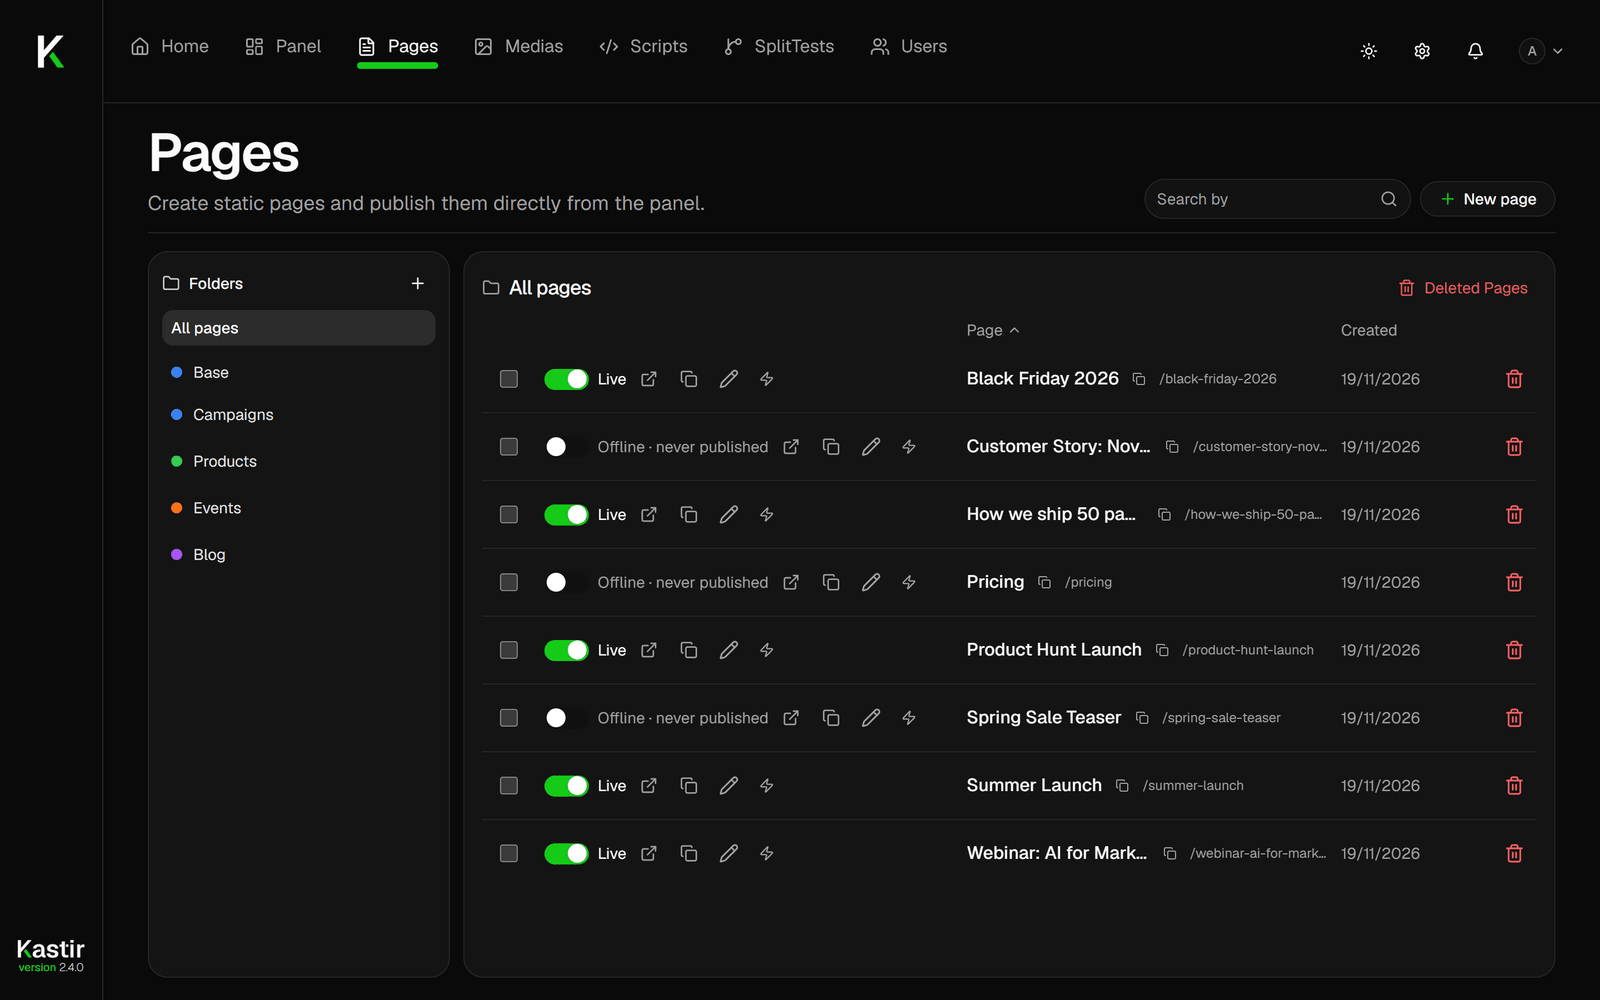 Home
Panel
Pages
Medias
Scripts
SplitTests
Users
A
Pages
Create static pages and publish them directly from the panel.
Search by
New page
Folders
All pages
Base
Campaigns
Products
Events
Blog
All pages
Deleted Pages
Page
Created
Live Black Friday 2026 /black-friday-2026 19/11/2026
Offline · never published Customer Story: Nov... /customer-story-nov... 19/11/2026
Live How we ship 50 pa... /how-we-ship-50-pa... 19/11/2026
Offline · never published Pricing /pricing 19/11/2026
Live Product Hunt Launch /product-hunt-launch 19/11/2026
Offline · never published Spring Sale Teaser /spring-sale-teaser 19/11/2026
Live Summer Launch /summer-launch 19/11/2026
Live Webinar: AI for Mark... /webinar-ai-for-mark... 19/11/2026
Kastir
version 2.4.0